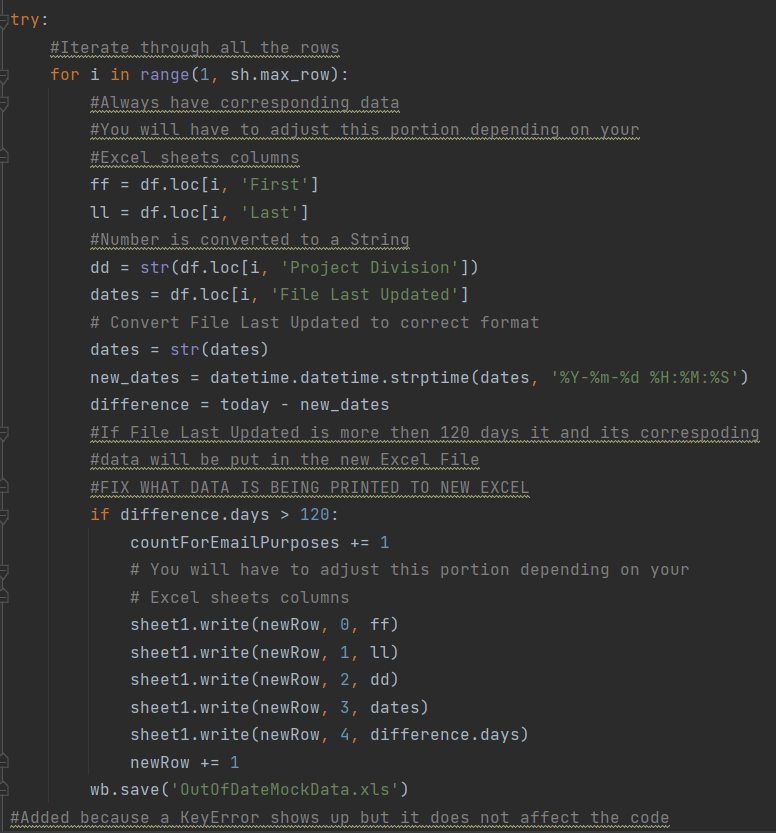 try:
    #Iterate through all the rows
    for i in range(1, sh.max_row):
        #Always have corresponding data
        #You will have to adjust this portion depending on your
        #Excel sheets columns
        ff = df.loc[i, 'First']
        ll = df.loc[i, 'Last']
        #Number is converted to a String
        dd = str(df.loc[i, 'Project Division'])
        dates = df.loc[i, 'File Last Updated']
        # Convert File Last Updated to correct format
        dates = str(dates)
        new_dates = datetime.datetime.strptime(dates, '%Y-%m-%d %H:%M:%S')
        difference = today - new_dates
        #If File Last Updated is more then 120 days it and its correspoding
        #data will be put in the new Excel File
        #FIX WHAT DATA IS BEING PRINTED TO NEW EXCEL
        if difference.days > 120:
            countForEmailPurposes += 1
            # You will have to adjust this portion depending on your
            # Excel sheets columns
            sheet1.write(newRow, 0, ff)
            sheet1.write(newRow, 1, ll)
            sheet1.write(newRow, 2, dd)
            sheet1.write(newRow, 3, dates)
            sheet1.write(newRow, 4, difference.days)
            newRow += 1
        wb.save('OutOfDateMockData.xls')
#Added because a KeyError shows up but it does not affect the code